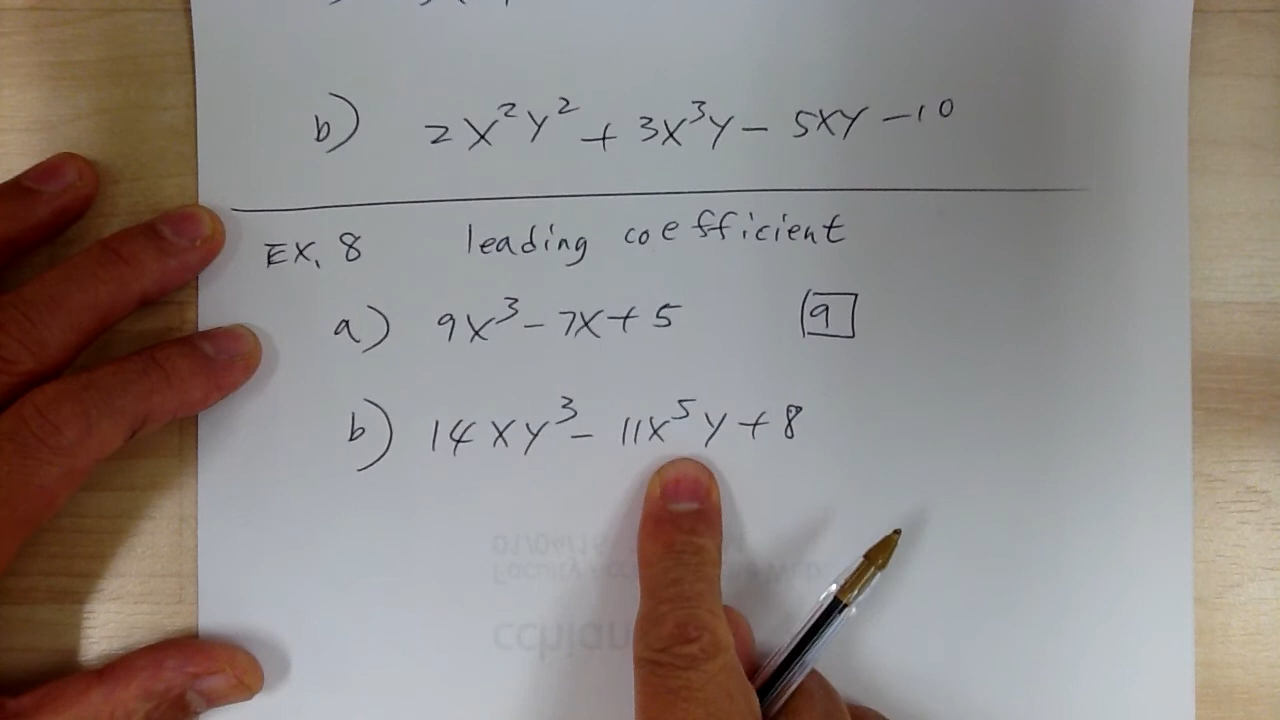 b) 2x²y² + 3x³y - 5xy - 10
EX. 8 leading coefficient
a) 9x³ - 7x + 5 9
b) 14xy³ - 11x⁵y + 8